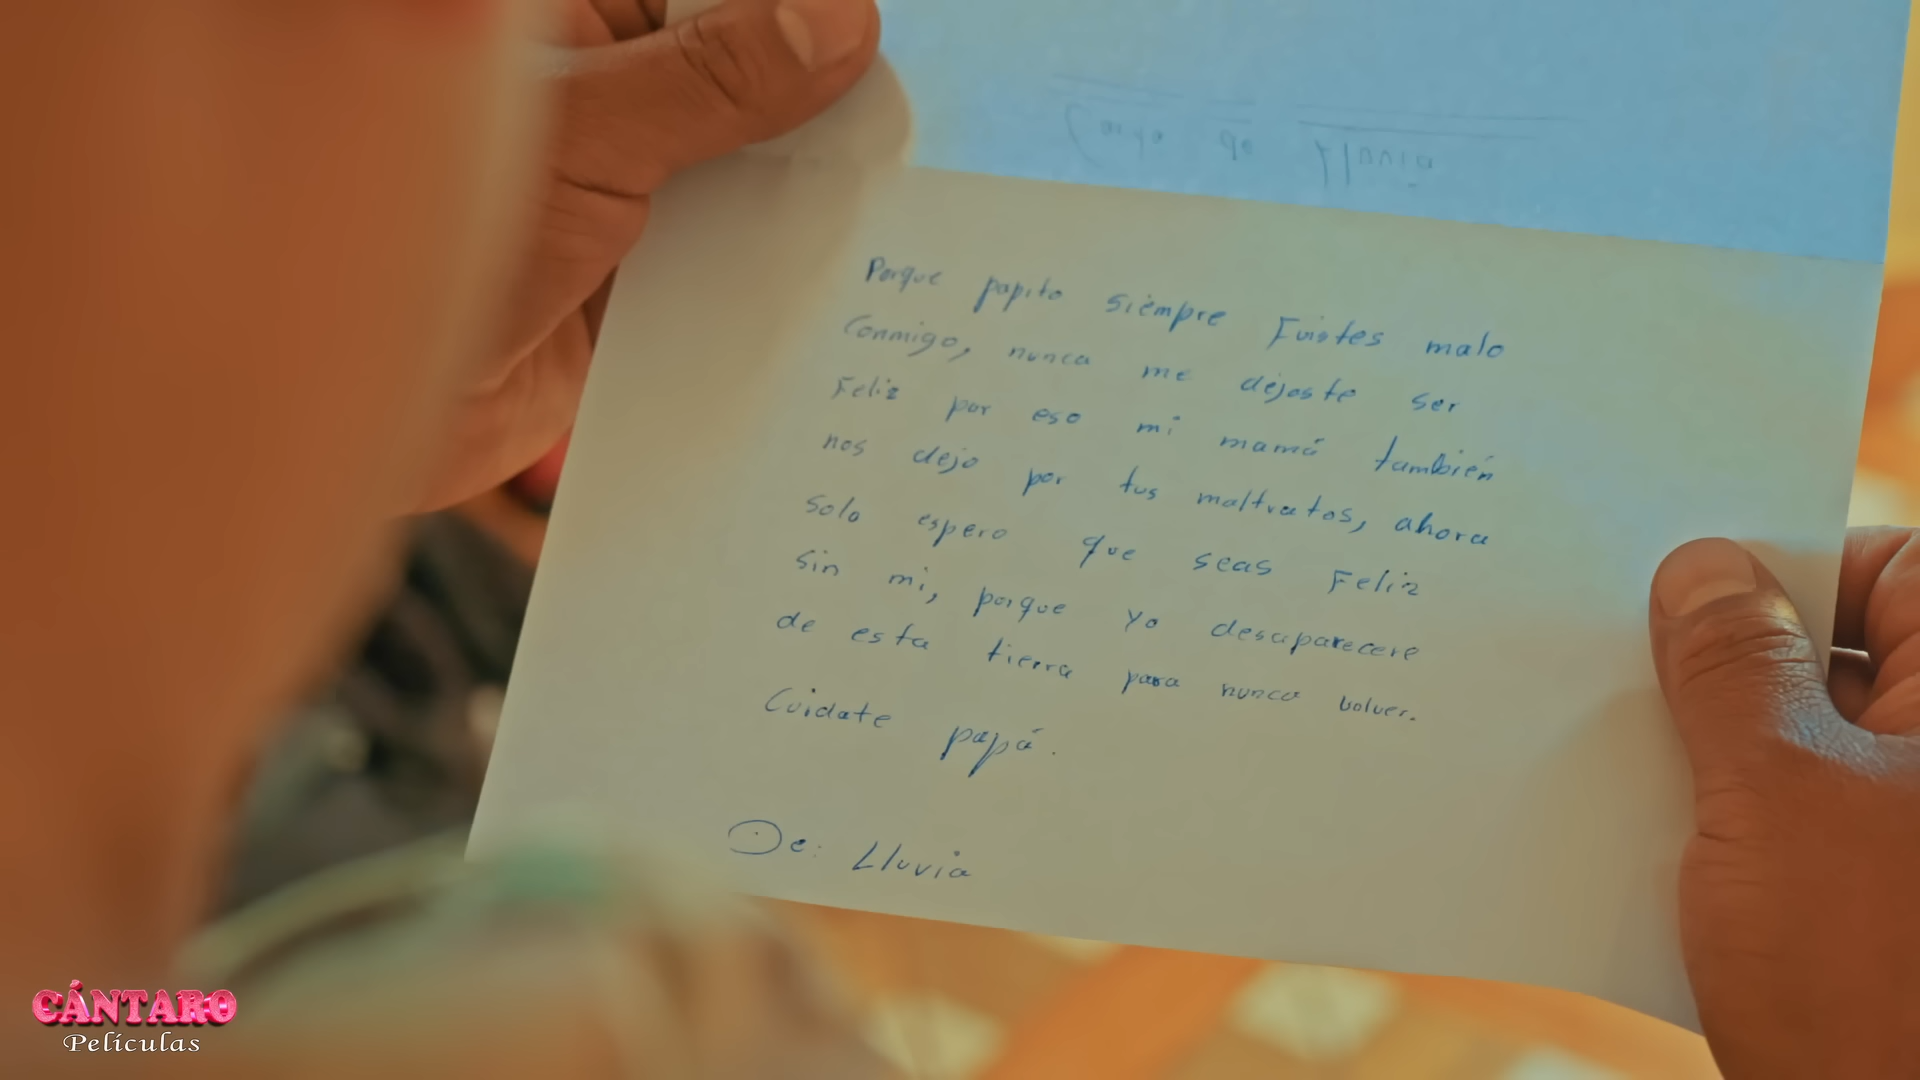 Porque papito siempre Fuistes malo
Conmigo, nunca me dejaste ser
Feliz por eso mi mamá también
nos dejo por tus maltratos, ahora
solo espero que seas Feliz
sin mi, porque yo desaparecere
de esta tierra para nunca bolver.
Cuidate papá.
De: Lluvia
CÁNTARO
Películas